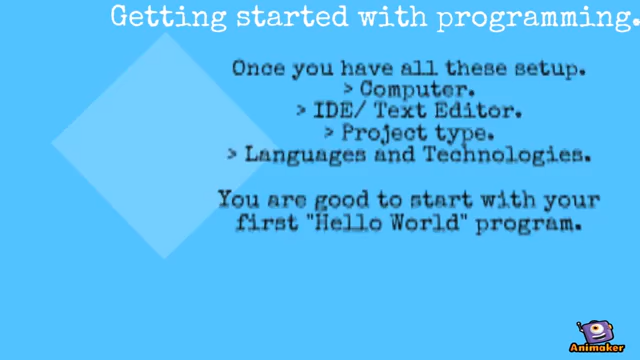 Getting started with programming.
Once you have all these setup.
> Computer.
> IDE/ Text Editor.
> Project type.
> Languages and Technologies.
You are good to start with your
first "Hello World" program.
Animaker